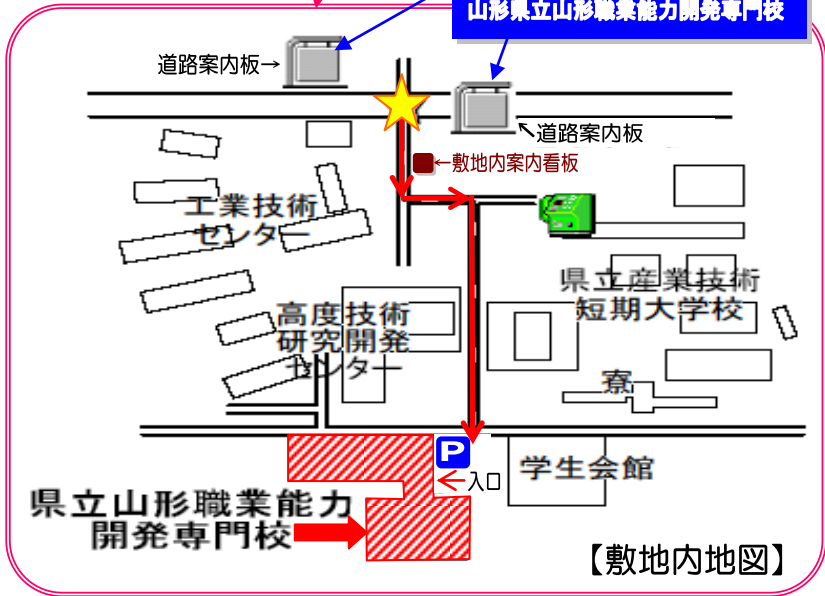 山形県立山形職業能力開発専門校
道路案内板→
↖道路案内板
←敷地内案内看板
工業技術
センター
県立産業技術
短期大学校
高度技術
研究開発
センター
寮
P
←入口
学生会館
県立山形職業能力
開発専門校
【敷地内地図】